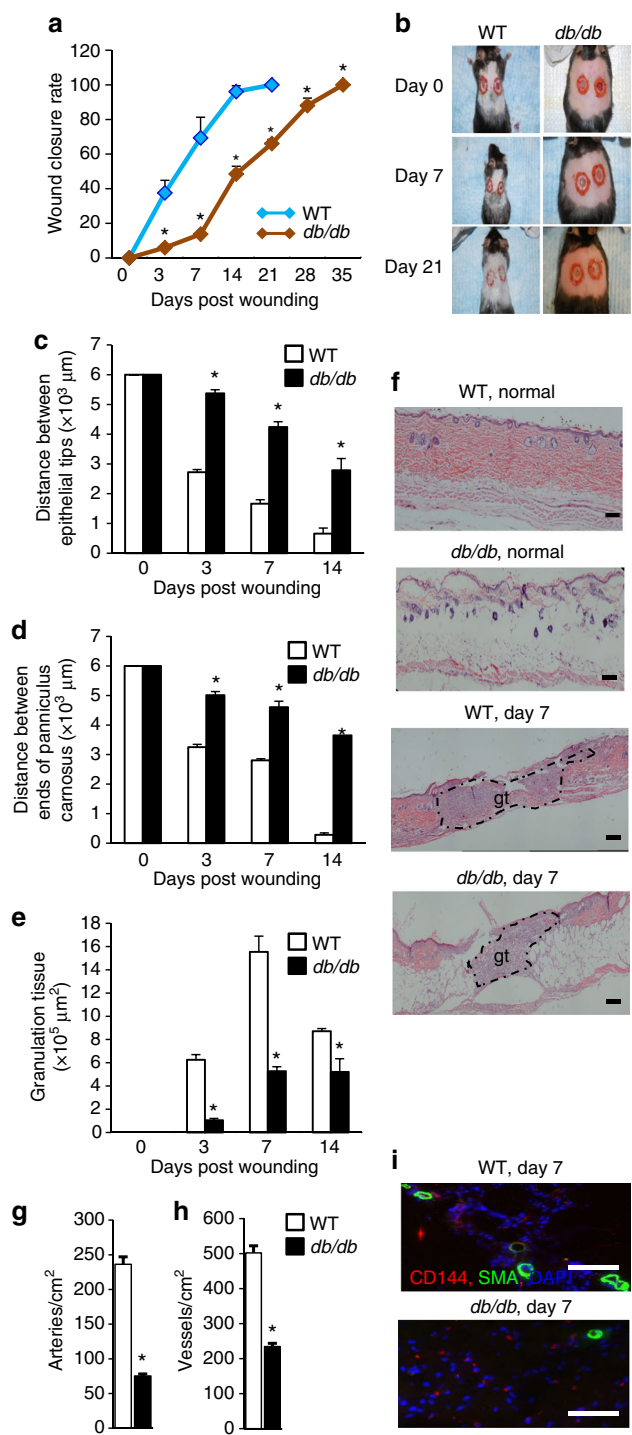 a
Wound closure rate
120
100
80
60
40
20
0
0 3 7 14 21 28 35
Days post wounding
WT
db/db
* * * * * *
b
WT db/db
Day 0
Day 7
Day 21
c
Distance between
epithelial tips (×10³ μm)
6
5
4
3
2
1
0
WT
db/db
* * *
0 3 7 14
Days post wounding
d
Distance between
ends of panniculus
carnosus (×10³ μm)
7
6
5
4
3
2
1
0
WT
db/db
* * *
0 3 7 14
Days post wounding
e
Granulation tissue
(×10⁵ μm²)
18
16
14
12
10
8
6
4
2
0
WT
db/db
* * *
0 3 7 14
Days post wounding
f
WT, normal
db/db, normal
WT, day 7
gt
db/db, day 7
gt
g
Arteries/cm²
300
250
200
150
100
50
0
*
h
Vessels/cm²
600
500
400
300
200
100
0
*
WT
db/db
i
WT, day 7
CD144, SMA, DAPI
db/db, day 7